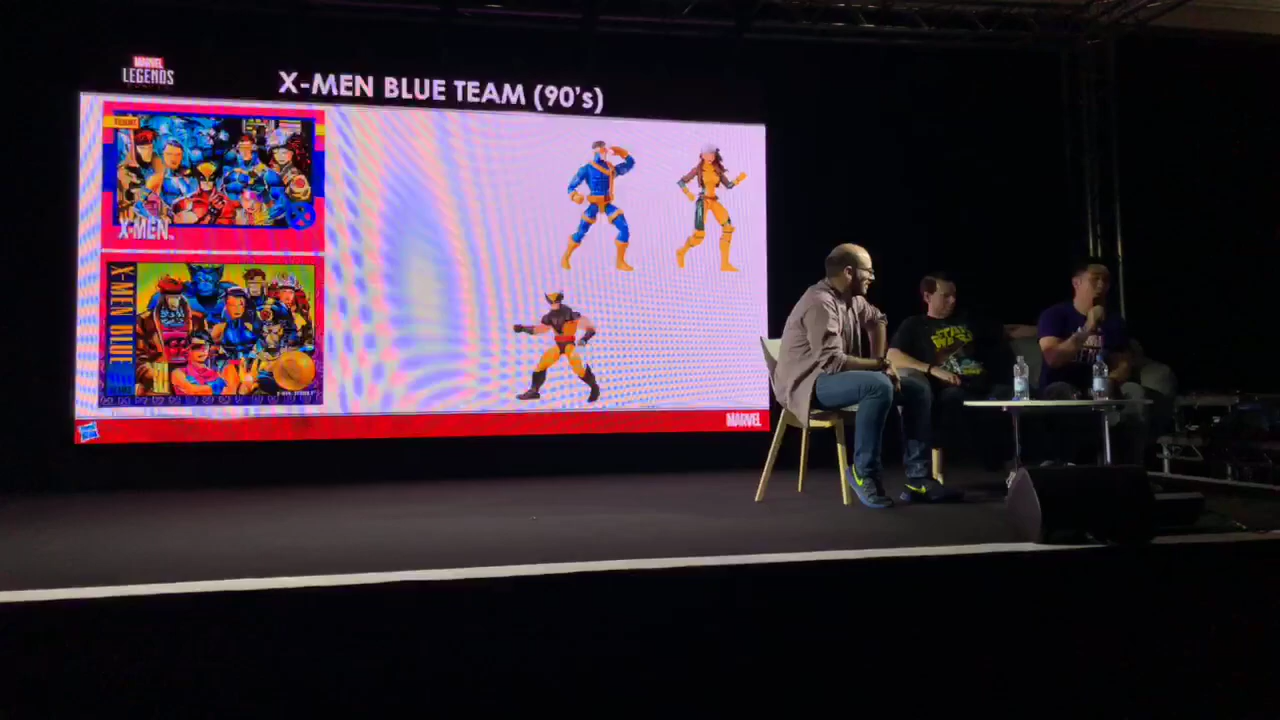 MARVEL
LEGENDS
X-MEN BLUE TEAM (90's)
X-MEN
X-MEN BLUE
MARVEL
STAR
WARS